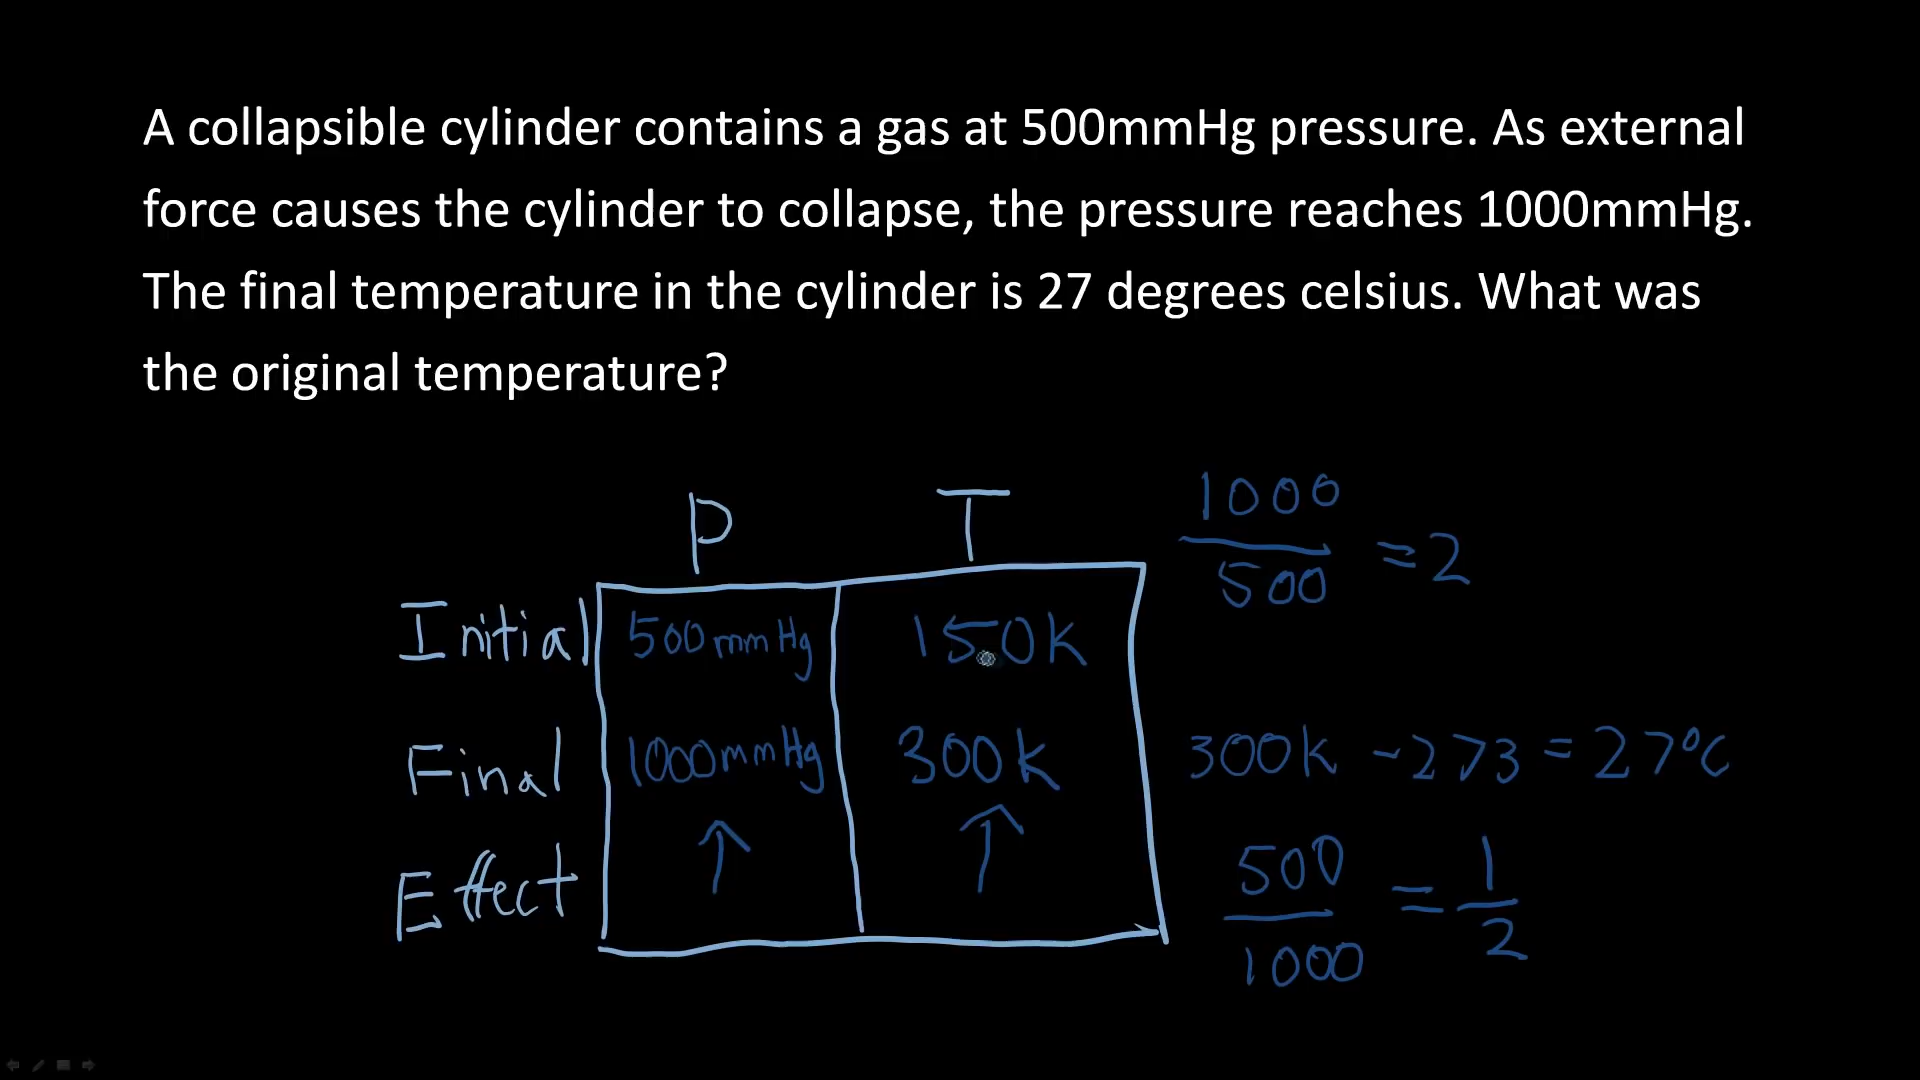 A collapsible cylinder contains a gas at 500mmHg pressure. As external
force causes the cylinder to collapse, the pressure reaches 1000mmHg.
The final temperature in the cylinder is 27 degrees celsius. What was
the original temperature?
P T
1000
500
=2
Initial 500mmHg 150K
Final 1000mmHg 300K 300K -273 = 27°C
Effect ↑ ↑
500
1000
= 1
2